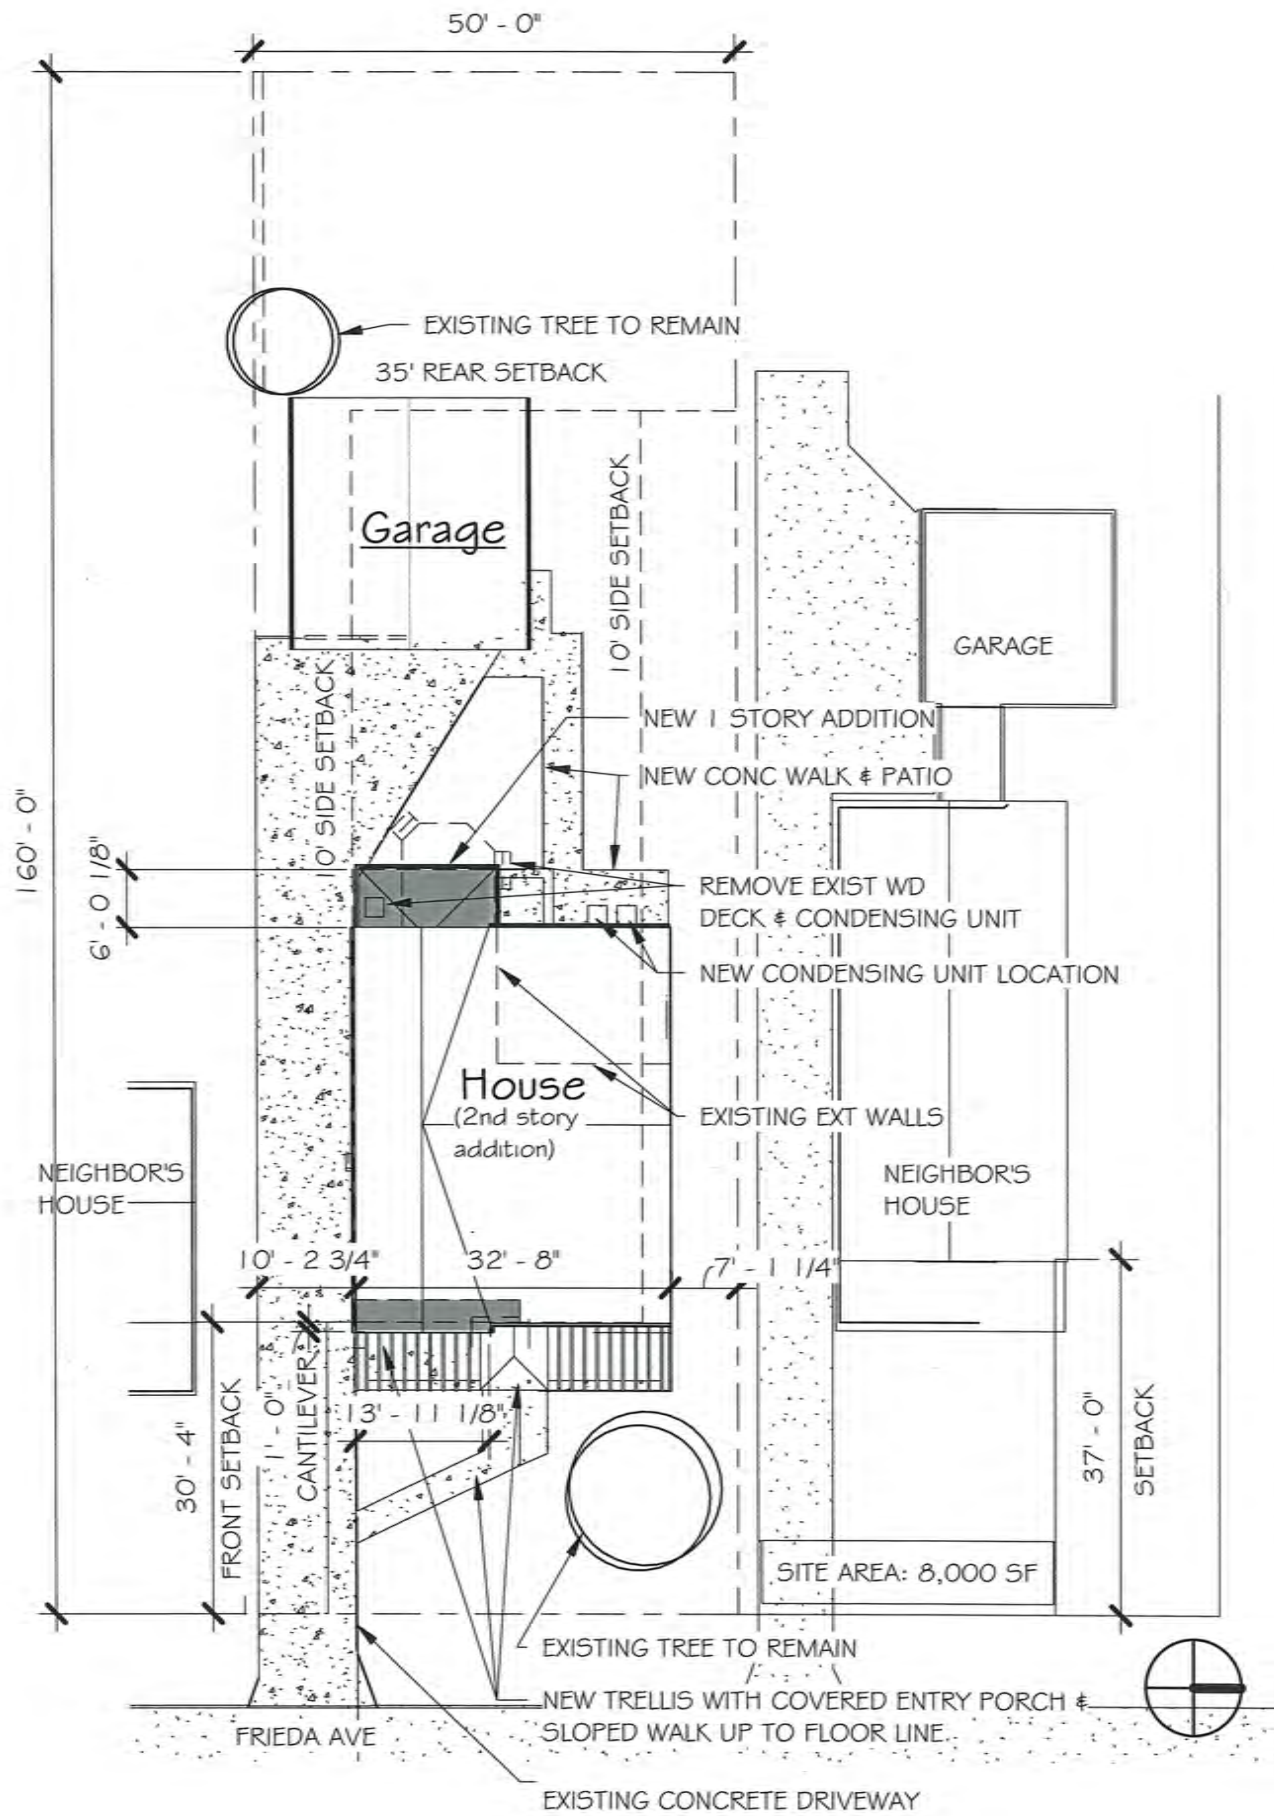 50' - 0"
EXISTING TREE TO REMAIN
35' REAR SETBACK
Garage
10' SIDE SETBACK
GARAGE
10' SIDE SETBACK
NEW 1 STORY ADDITION
NEW CONC WALK & PATIO
160' - 0"
6' - 0 1/8"
REMOVE EXIST WD
DECK & CONDENSING UNIT
NEW CONDENSING UNIT LOCATION
House
(2nd story
addition)
EXISTING EXT WALLS
NEIGHBOR'S
HOUSE
NEIGHBOR'S
HOUSE
10' - 2 3/4"
32' - 8"
7' - 1 1/4"
30' - 4"
FRONT SETBACK
1' - 0"
CANTILEVER
13' - 11 1/8"
37' - 0"
SETBACK
SITE AREA: 8,000 SF
EXISTING TREE TO REMAIN
NEW TRELLIS WITH COVERED ENTRY PORCH &
SLOPED WALK UP TO FLOOR LINE
FRIEDA AVE
EXISTING CONCRETE DRIVEWAY